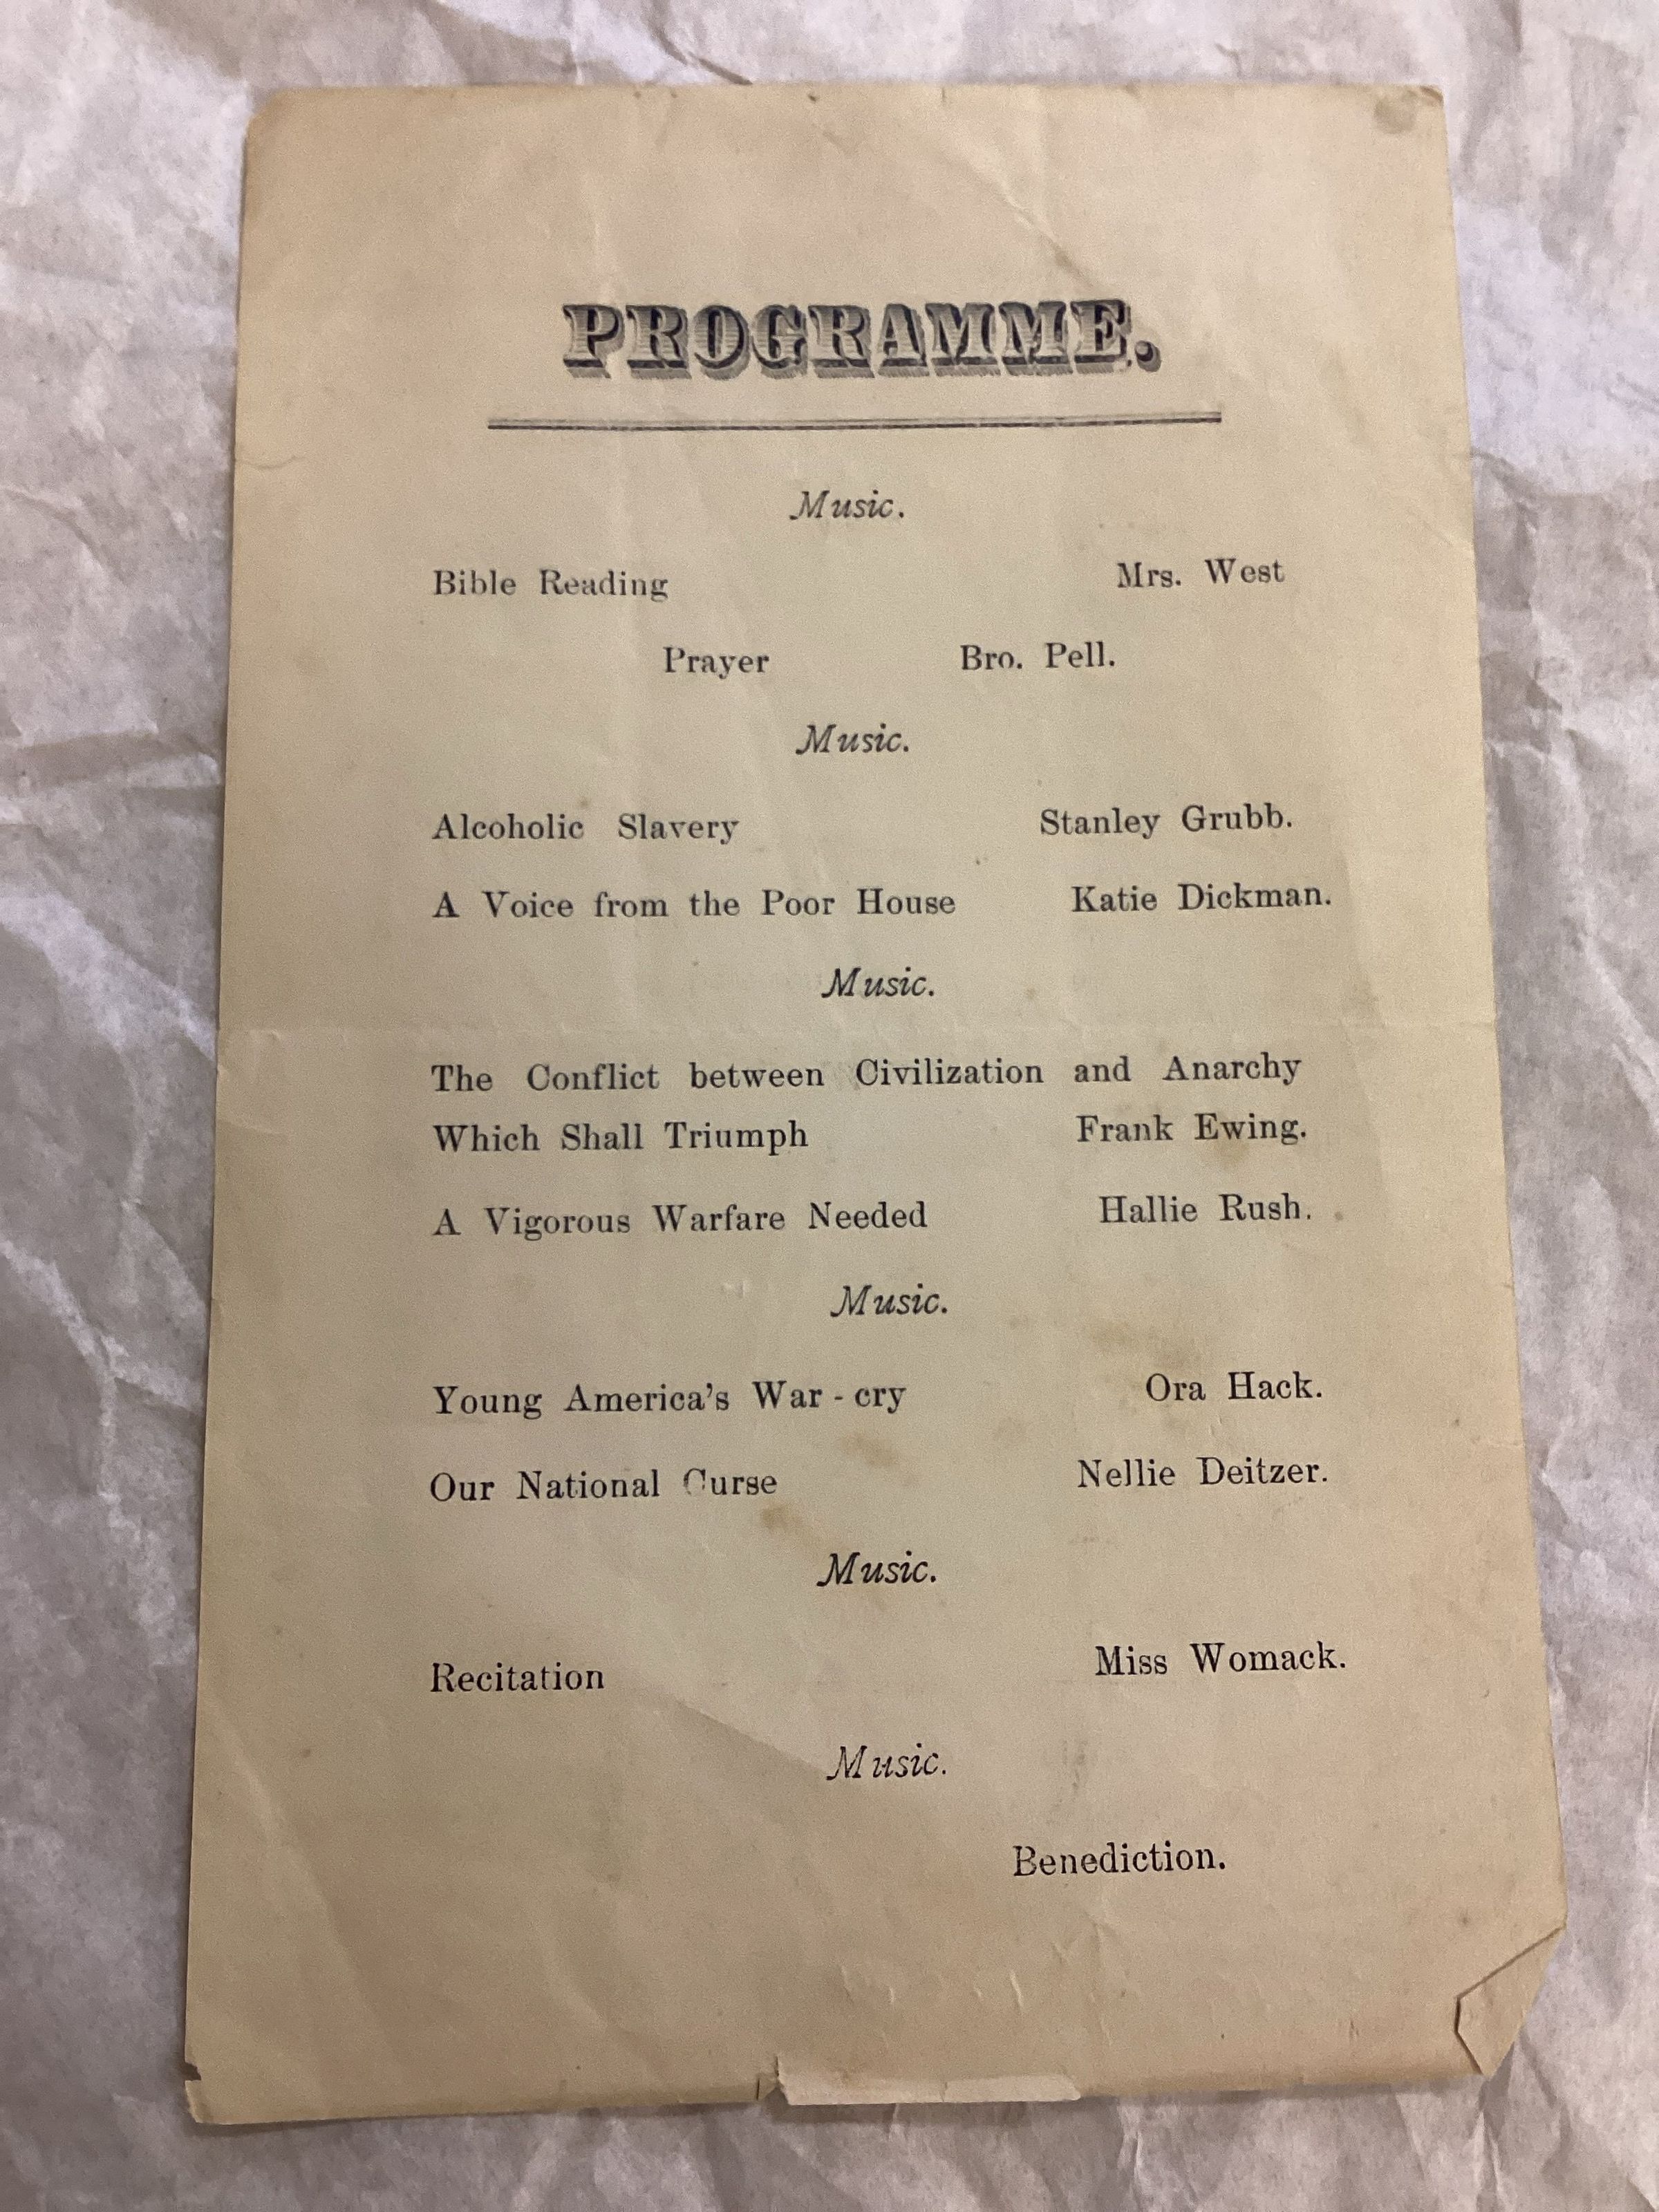 PROGRAMME.
Music.
Bible Reading Mrs. West
Prayer Bro. Pell.
Music.
Alcoholic Slavery Stanley Grubb.
A Voice from the Poor House Katie Dickman.
Music.
The Conflict between Civilization and Anarchy
Which Shall Triumph Frank Ewing.
A Vigorous Warfare Needed Hallie Rush.
Music.
Young America's War-cry Ora Hack.
Our National Curse Nellie Deitzer.
Music.
Recitation Miss Womack.
Music.
Benediction.